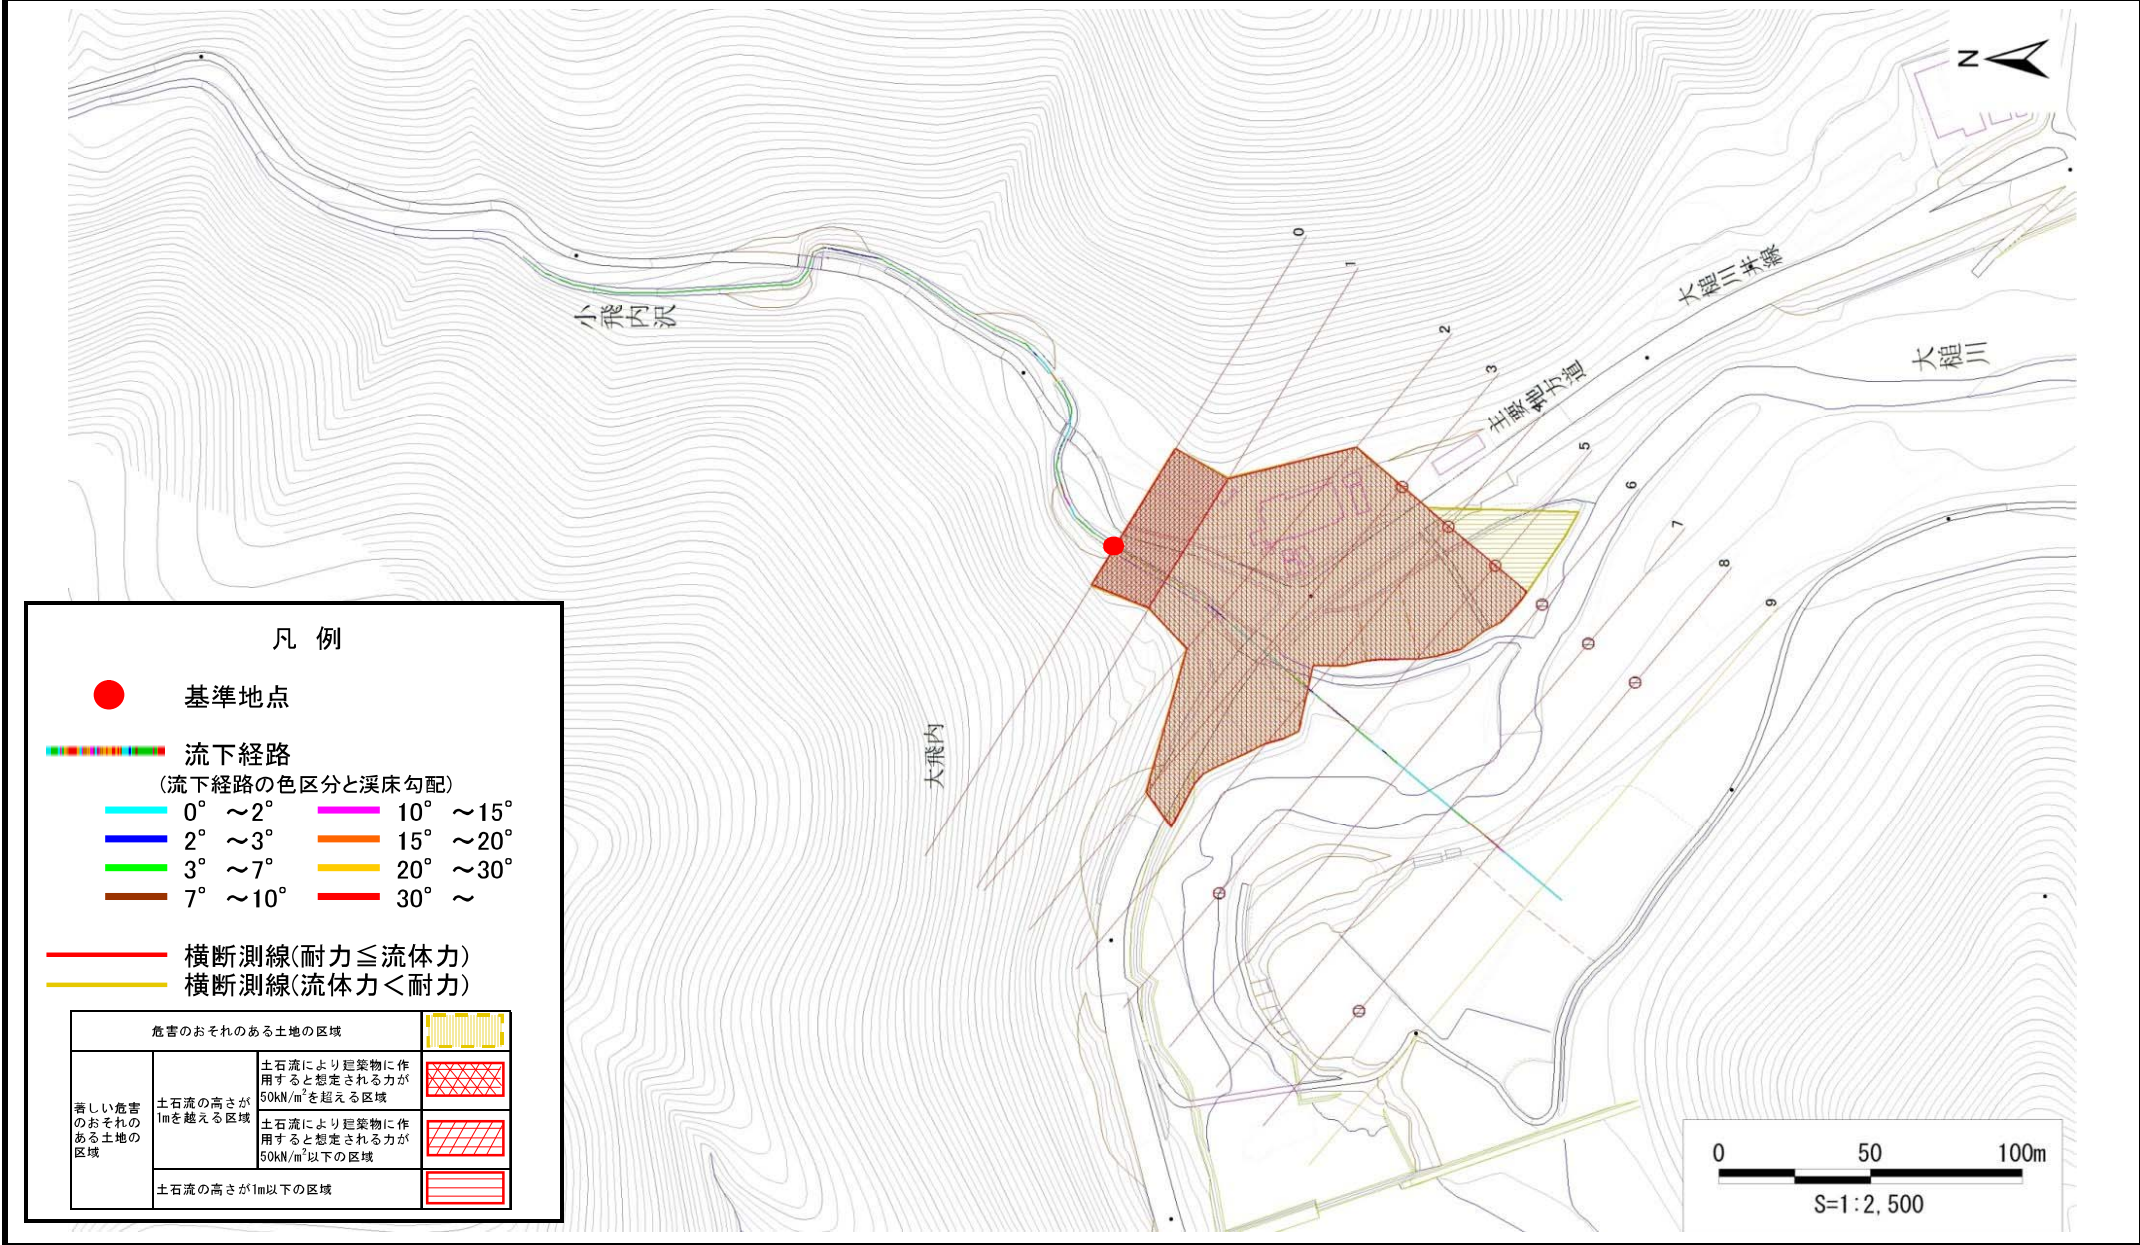 N
0
1
2
3
5
6
7
8
9
小飛内沢
大飛内
主要地方道
大槌川井線
大槌川
凡 例
基準地点
流下経路
(流下経路の色区分と渓床勾配)
0° ～2° 10° ～15°
2° ～3° 15° ～20°
3° ～7° 20° ～30°
7° ～10° 30° ～
横断測線(耐力≦流体力)
横断測線(流体力＜耐力)
危害のおそれのある土地の区域
著しい危害
のおそれの
ある土地の
区域
土石流の高さが
1mを越える区域
土石流により建築物に作
用すると想定される力が
50kN/m²を超える区域
土石流により建築物に作
用すると想定される力が
50kN/m²以下の区域
土石流の高さが1m以下の区域
0 50 100m
S=1:2,500